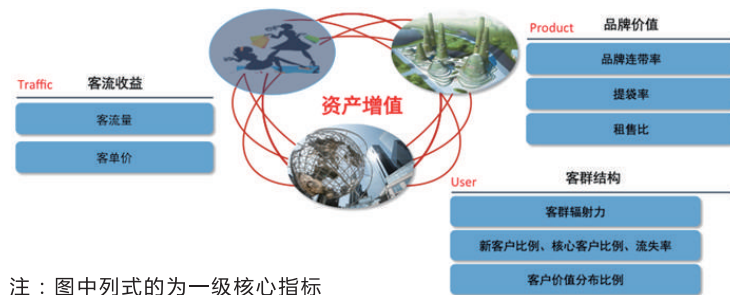 Product 品牌价值
品牌连带率
提袋率
租售比
Traffic 客流收益
客流量
客单价
资产增值
User 客群结构
客群辐射力
新客户比例、核心客户比例、流失率
客户价值分布比例
注：图中列式的为一级核心指标